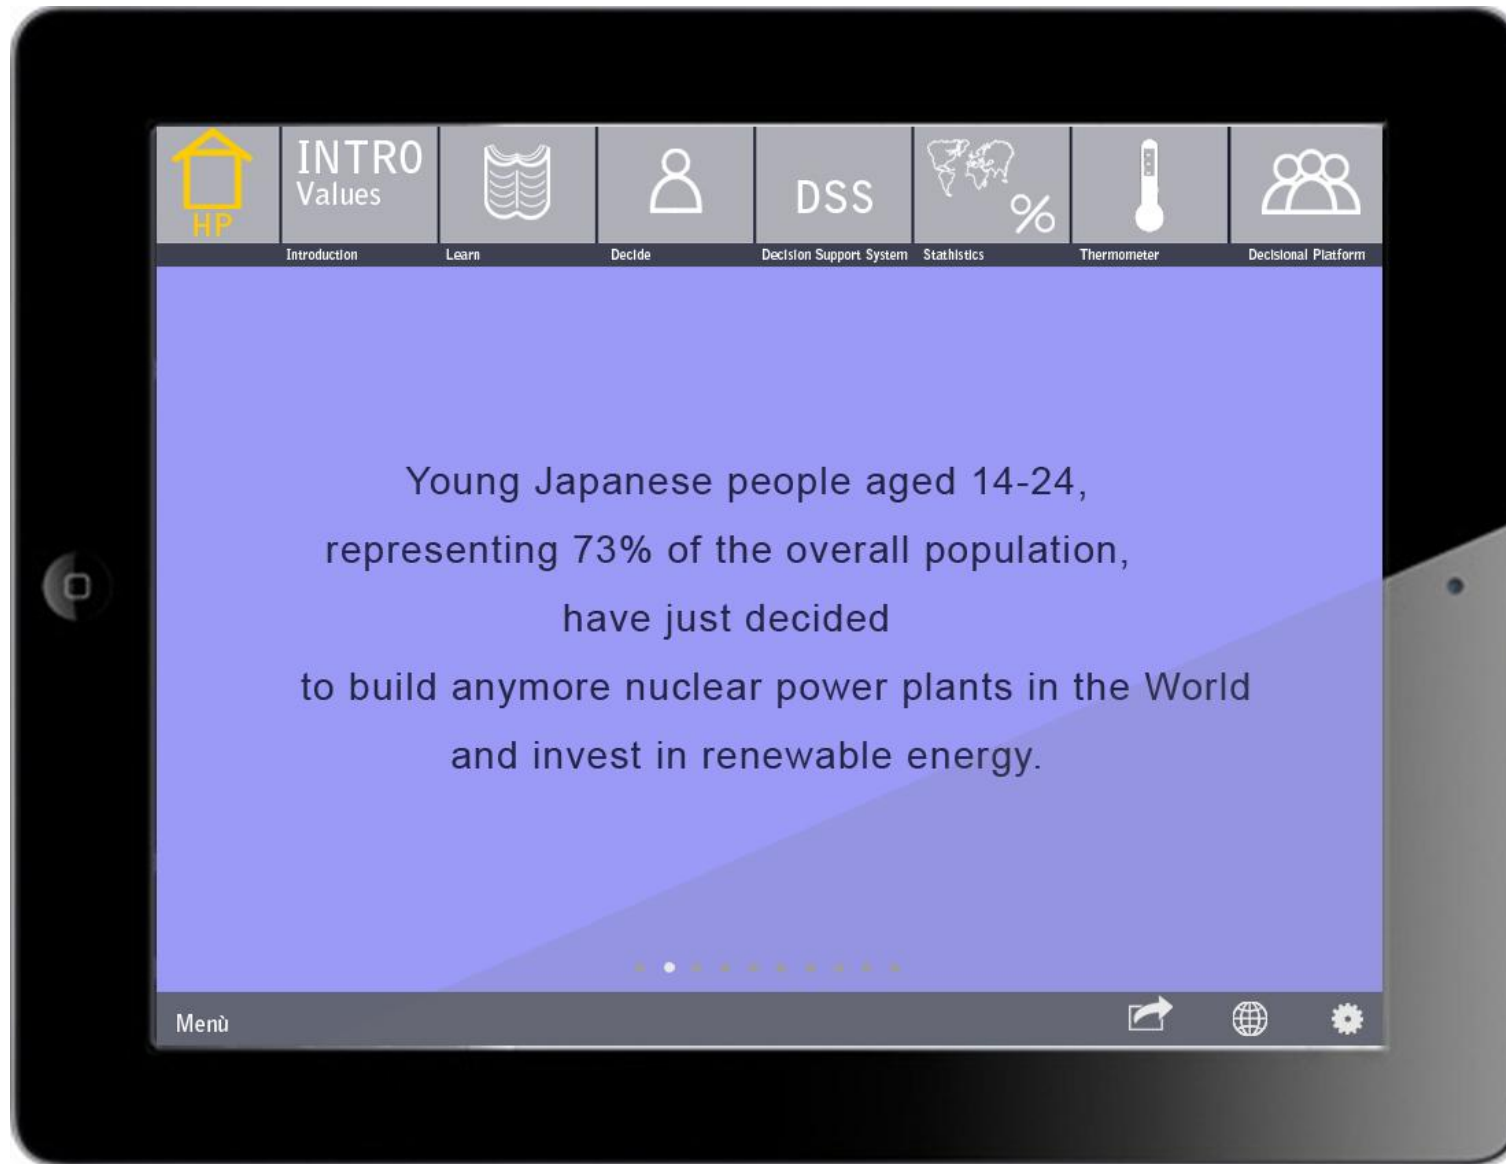 HP
INTRO
Values
DSS
%
Introduction
Learn
Decide
Decision Support System
Stathistics
Thermometer
Decisional Platform
Young Japanese people aged 14-24,
representing 73% of the overall population,
have just decided
to build anymore nuclear power plants in the World
and invest in renewable energy.
Menù